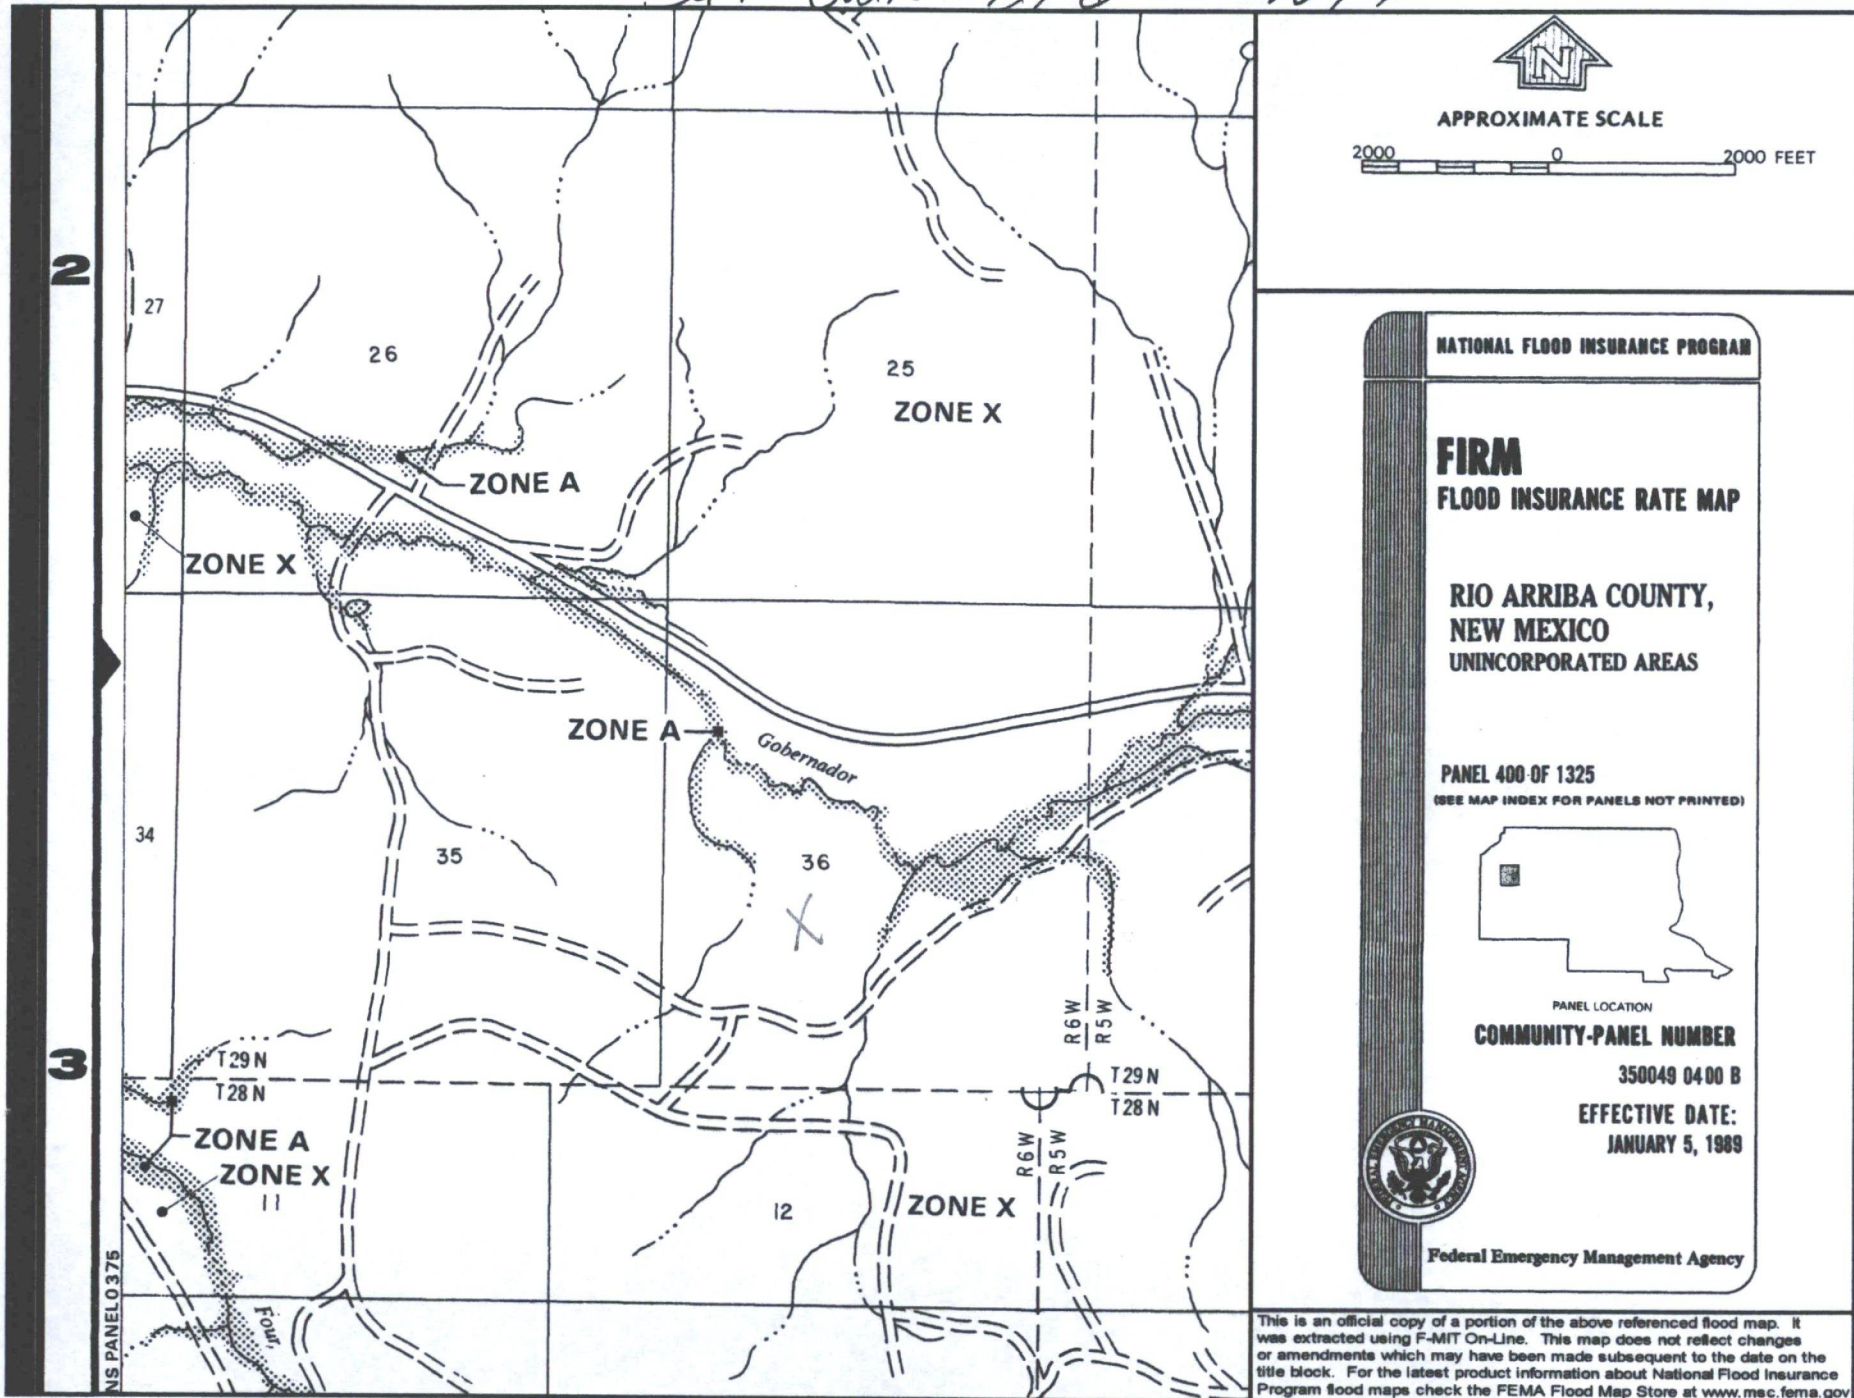 N
APPROXIMATE SCALE
2000 0 2000 FEET
NATIONAL FLOOD INSURANCE PROGRAM
FIRM
FLOOD INSURANCE RATE MAP
RIO ARRIBA COUNTY,
NEW MEXICO
UNINCORPORATED AREAS
PANEL 400 OF 1325
(SEE MAP INDEX FOR PANELS NOT PRINTED)
PANEL LOCATION
COMMUNITY-PANEL NUMBER
350049 0400 B
EFFECTIVE DATE:
JANUARY 5, 1989
Federal Emergency Management Agency
This is an official copy of a portion of the above referenced flood map. It
was extracted using F-MIT On-Line. This map does not reflect changes
or amendments which may have been made subsequent to the date on the
title block. For the latest product information about National Flood Insurance
Program flood maps check the FEMA Flood Map Store at www.msc.fema.gov
2
27
26
25
ZONE X
ZONE A
ZONE X
ZONE A
Gobernador
34
35
36
X
3
R6W
R5W
T29N
T28N
T29N
T28N
ZONE A
ZONE X
11
R6W
R5W
12
ZONE X
NS PANEL 0375
Four